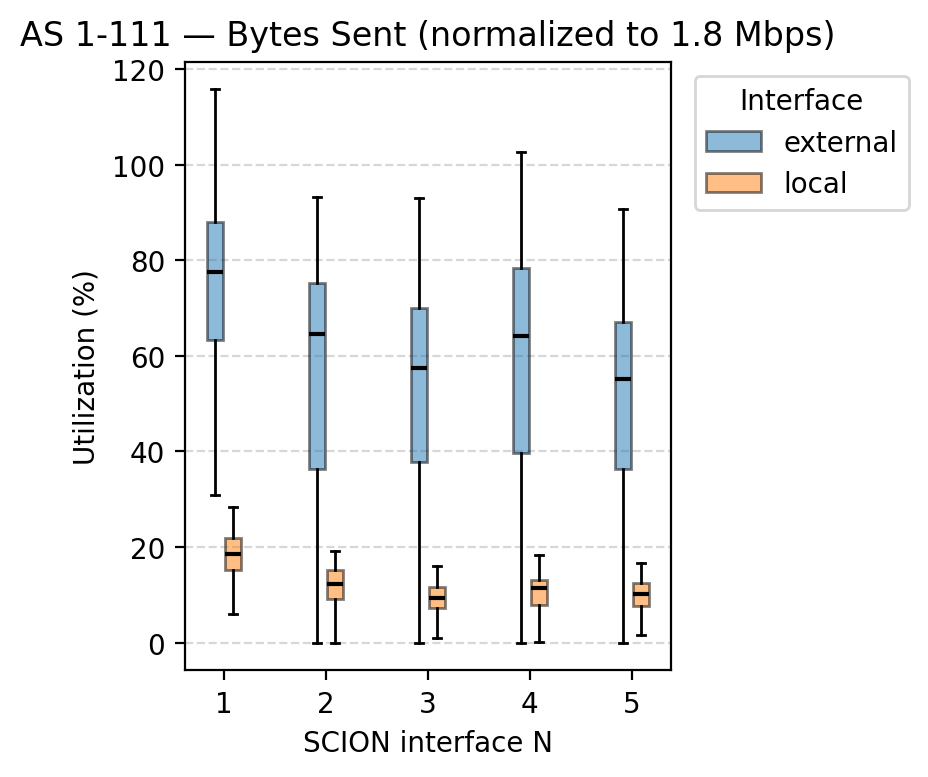 AS 1-111 — Bytes Sent (normalized to 1.8 Mbps)
120
100
80
60
40
20
0
Utilization (%)
1 2 3 4 5
SCION interface N
Interface
external
local